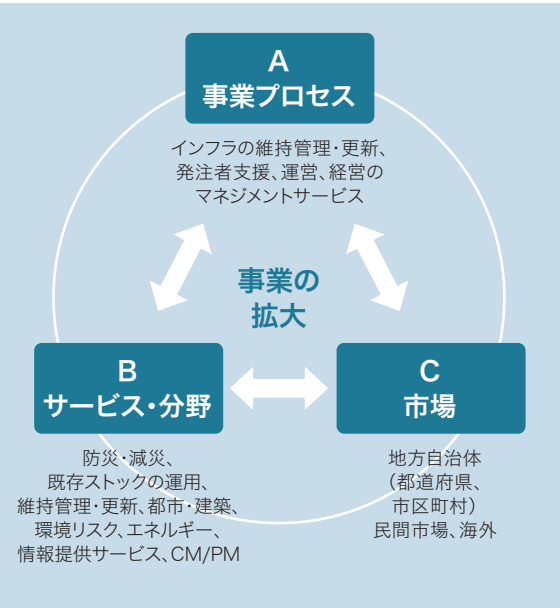 A
事業プロセス
インフラの維持管理・更新、
発注者支援、運営、経営の
マネジメントサービス
事業の
拡大
B
サービス・分野
防災・減災、
既存ストックの運用、
維持管理・更新、都市・建築、
環境リスク、エネルギー、
情報提供サービス、CM/PM
C
市場
地方自治体
（都道府県、
市区町村）
民間市場、海外